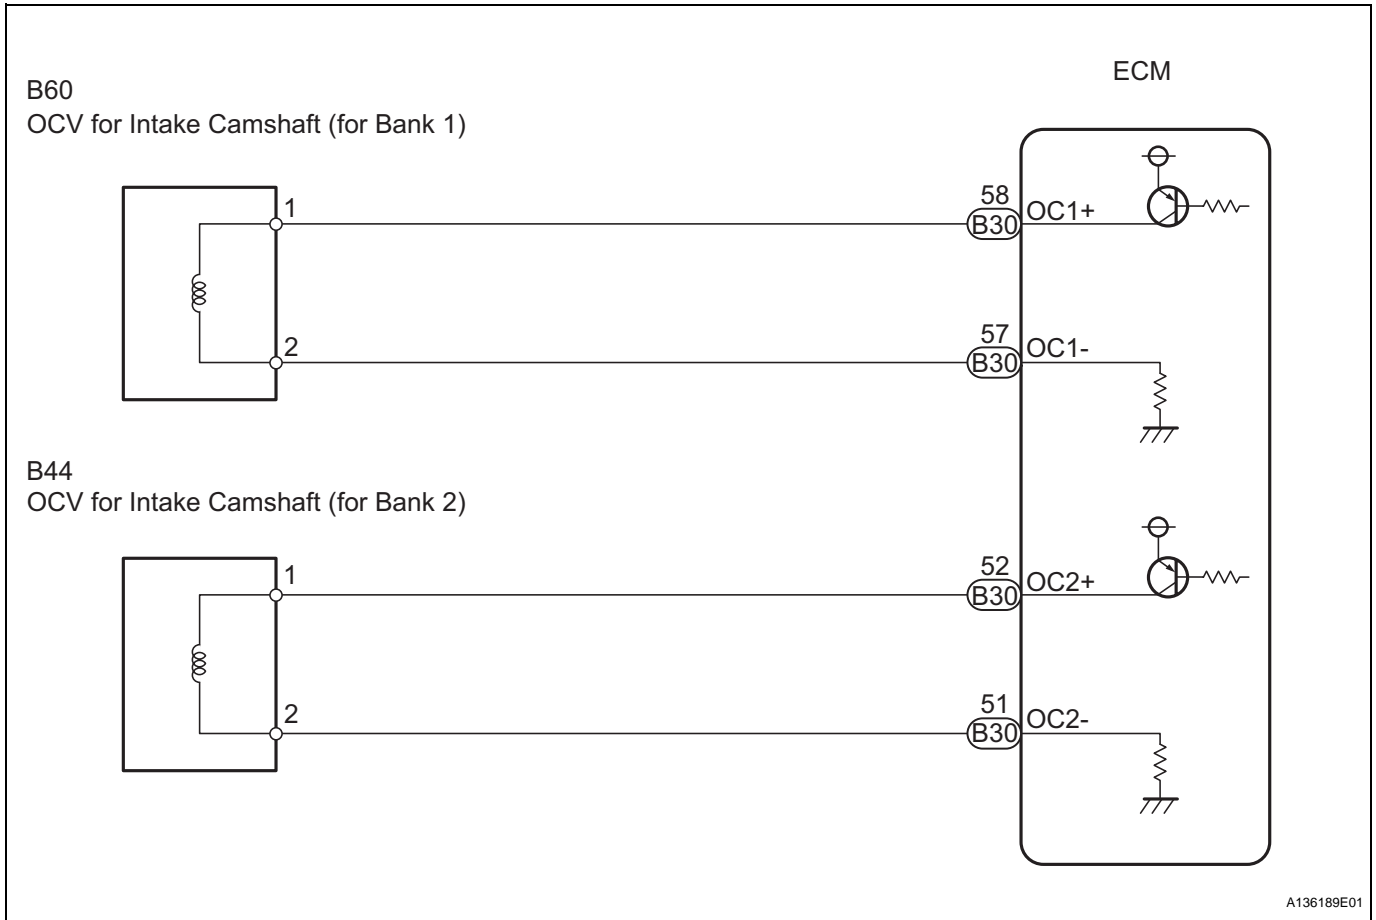 ECM
B60
OCV for Intake Camshaft (for Bank 1)
1
58
B30
OC1+
2
57
B30
OC1-
B44
OCV for Intake Camshaft (for Bank 2)
1
52
B30
OC2+
2
51
B30
OC2-
A136189E01